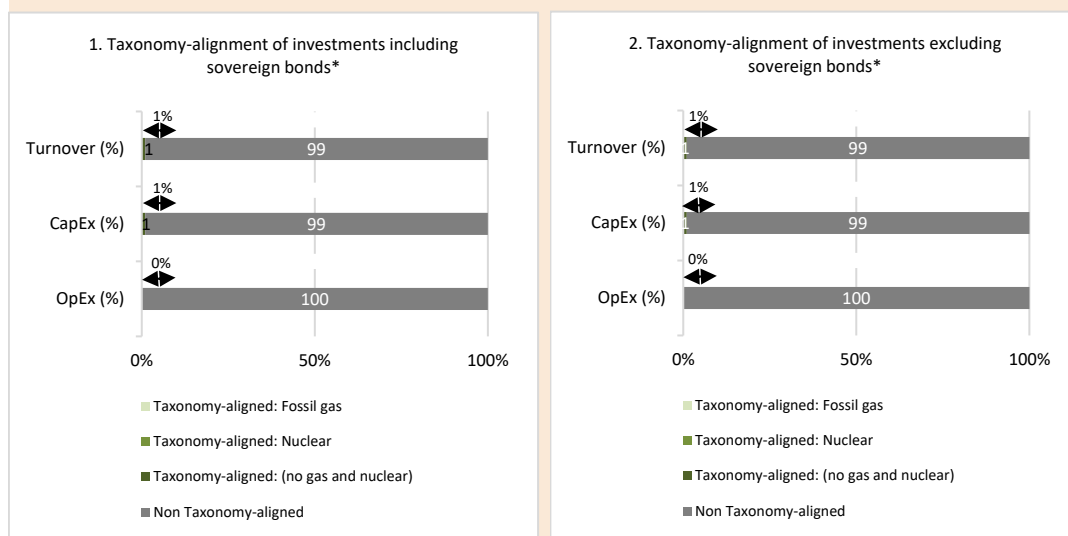 1. Taxonomy-alignment of investments including
sovereign bonds*
1%
Turnover (%)
1
99
1%
CapEx (%)
1
99
0%
OpEx (%)
100
0%
50%
100%
Taxonomy-aligned: Fossil gas
Taxonomy-aligned: Nuclear
Taxonomy-aligned: (no gas and nuclear)
Non Taxonomy-aligned
2. Taxonomy-alignment of investments excluding
sovereign bonds*
1%
Turnover (%)
1
99
1%
CapEx (%)
1
99
0%
OpEx (%)
100
0%
50%
100%
Taxonomy-aligned: Fossil gas
Taxonomy-aligned: Nuclear
Taxonomy-aligned: (no gas and nuclear)
Non Taxonomy-aligned